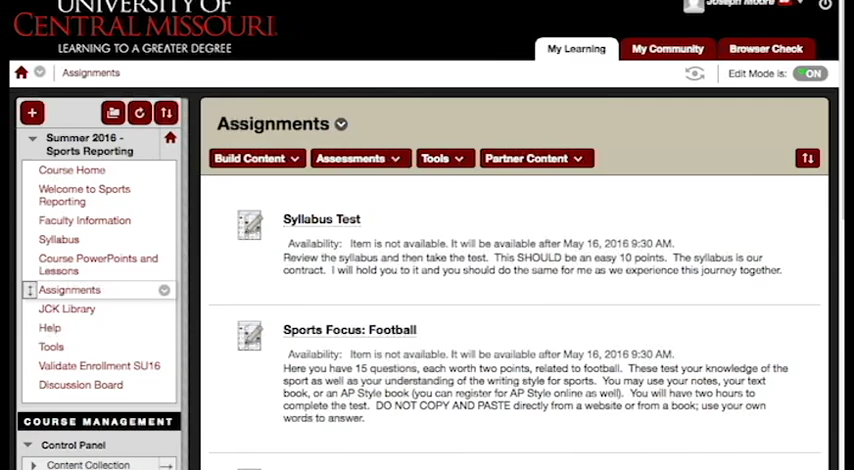 UNIVERSITY OF
CENTRAL MISSOURI
LEARNING TO A GREATER DEGREE
Joseph Moore
My Learning
My Community
Browser Check
Assignments
Edit Mode is:
ON
Summer 2016 -
Sports Reporting
Course Home
Welcome to Sports
Reporting
Faculty Information
Syllabus
Course PowerPoints and
Lessons
Assignments
JCK Library
Help
Tools
Validate Enrollment SU16
Discussion Board
COURSE MANAGEMENT
Control Panel
Content Collection
Assignments
Build Content
Assessments
Tools
Partner Content
Syllabus Test
Availability: Item is not available. It will be available after May 16, 2016 9:30 AM.
Review the syllabus and then take the test. This SHOULD be an easy 10 points. The syllabus is our
contract. I will hold you to it and you should do the same for me as we experience this journey together.
Sports Focus: Football
Availability: Item is not available. It will be available after May 16, 2016 9:30 AM.
Here you have 15 questions, each worth two points, related to football. These test your knowledge of the
sport as well as your understanding of the writing style for sports. You may use your notes, your text
book, or an AP Style book (you can register for AP Style online as well). You will have two hours to
complete the test. DO NOT COPY AND PASTE directly from a website or from a book; use your own
words to answer.